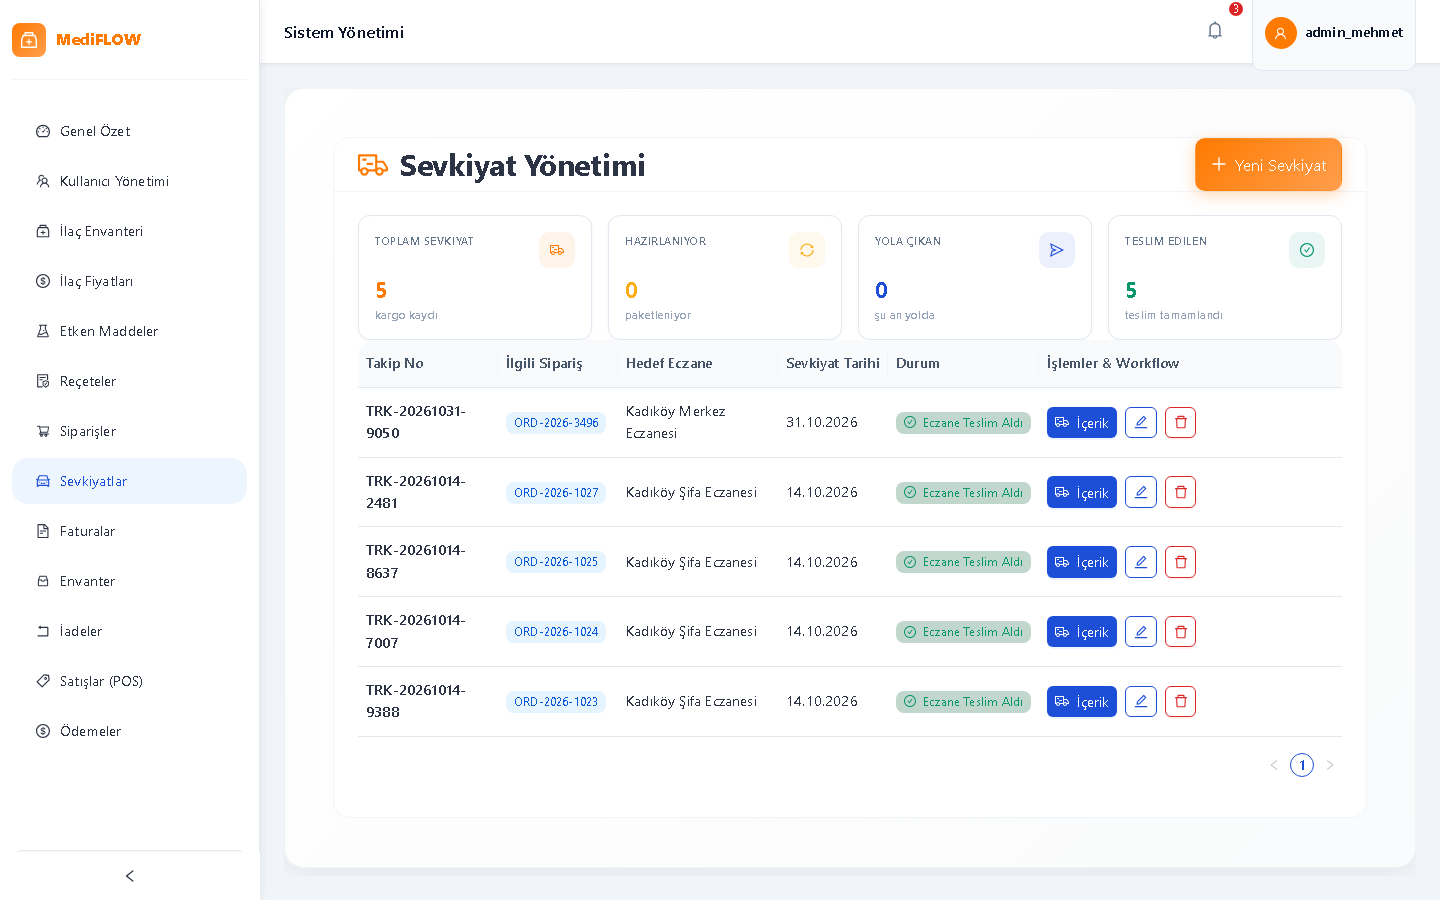 MediFLOW
Genel Özet
Kullanıcı Yönetimi
İlaç Envanteri
İlaç Fiyatları
Etken Maddeler
Reçeteler
Siparişler
Sevkiyatlar
Faturalar
Envanter
İadeler
Satışlar (POS)
Ödemeler
Sistem Yönetimi
3
admin_mehmet
Sevkiyat Yönetimi
Yeni Sevkiyat
TOPLAM SEVKİYAT
5
kargo kaydı
HAZIRLANIYOR
0
paketleniyor
YOLA ÇIKAN
0
şu an yolda
TESLİM EDİLEN
5
teslim tamamlandı
Takip No İlgili Sipariş Hedef Eczane Sevkiyat Tarihi Durum İşlemler & Workflow
TRK-20261031-
9050
ORD-2026-3496
Kadıköy Merkez
Eczanesi
31.10.2026
Eczane Teslim Aldı
İçerik
TRK-20261014-
2481
ORD-2026-1027
Kadıköy Şifa Eczanesi
14.10.2026
Eczane Teslim Aldı
İçerik
TRK-20261014-
8637
ORD-2026-1025
Kadıköy Şifa Eczanesi
14.10.2026
Eczane Teslim Aldı
İçerik
TRK-20261014-
7007
ORD-2026-1024
Kadıköy Şifa Eczanesi
14.10.2026
Eczane Teslim Aldı
İçerik
TRK-20261014-
9388
ORD-2026-1023
Kadıköy Şifa Eczanesi
14.10.2026
Eczane Teslim Aldı
İçerik
1